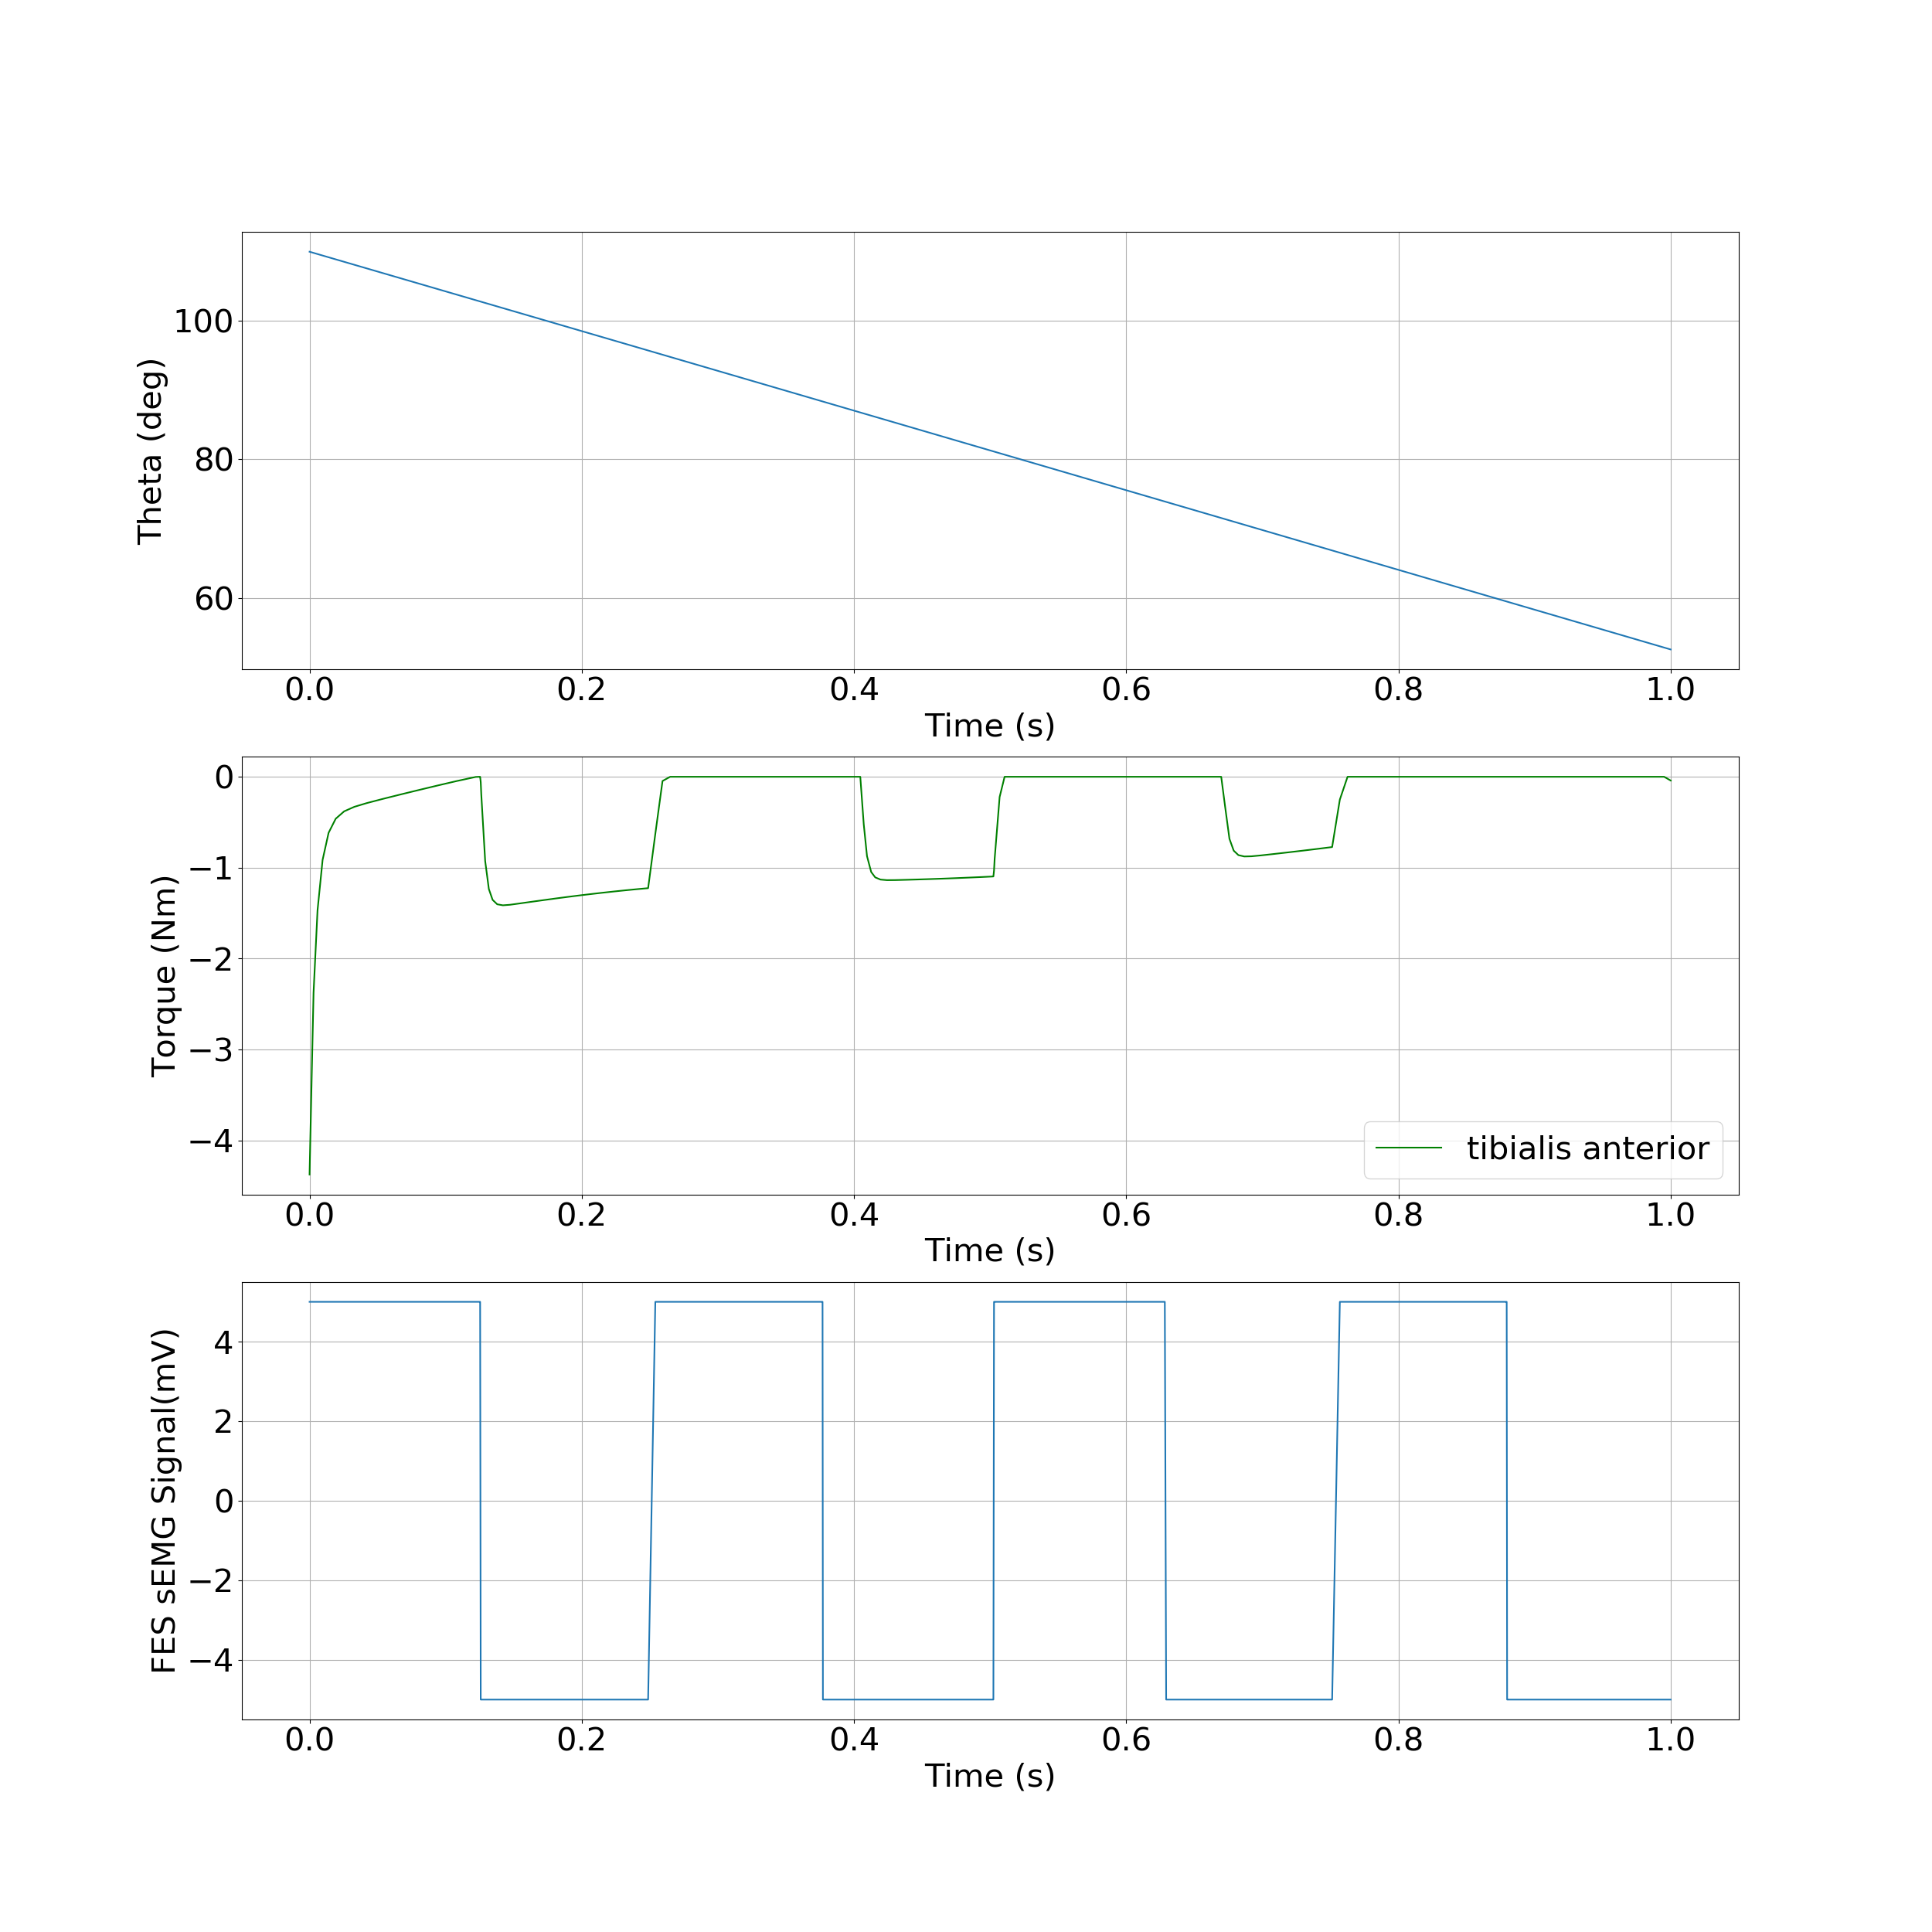 100
80
60
Theta (deg)
0.0 0.2 0.4 0.6 0.8 1.0
Time (s)
0
−1
−2
−3
−4
Torque (Nm)
tibialis anterior
0.0 0.2 0.4 0.6 0.8 1.0
Time (s)
4
2
0
−2
−4
FES sEMG Signal(mV)
0.0 0.2 0.4 0.6 0.8 1.0
Time (s)